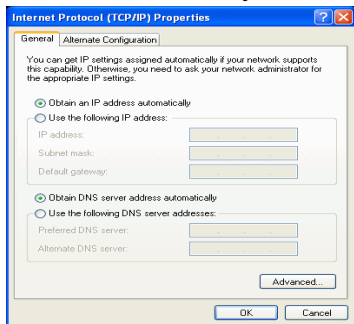 Internet Protocol (TCP/IP) Properties
General Alternate Configuration
You can get IP settings assigned automatically if your network supports
this capability. Otherwise, you need to ask your network administrator for
the appropriate IP settings.
Obtain an IP address automatically
Use the following IP address:
IP address:
Subnet mask:
Default gateway:
Obtain DNS server address automatically
Use the following DNS server addresses:
Preferred DNS server:
Alternate DNS server:
Advanced...
OK Cancel